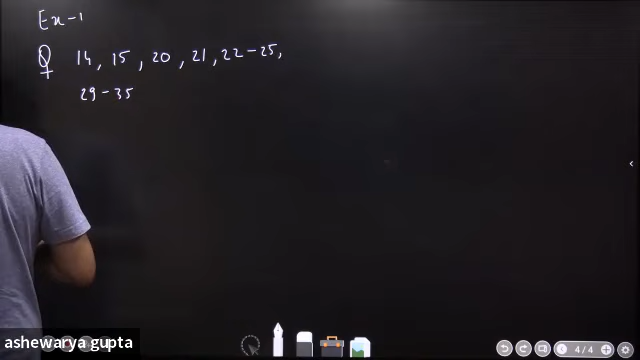 Ex-1
Q 14, 15, 20, 21, 22-25,
29-35
ashewarya gupta
4/4